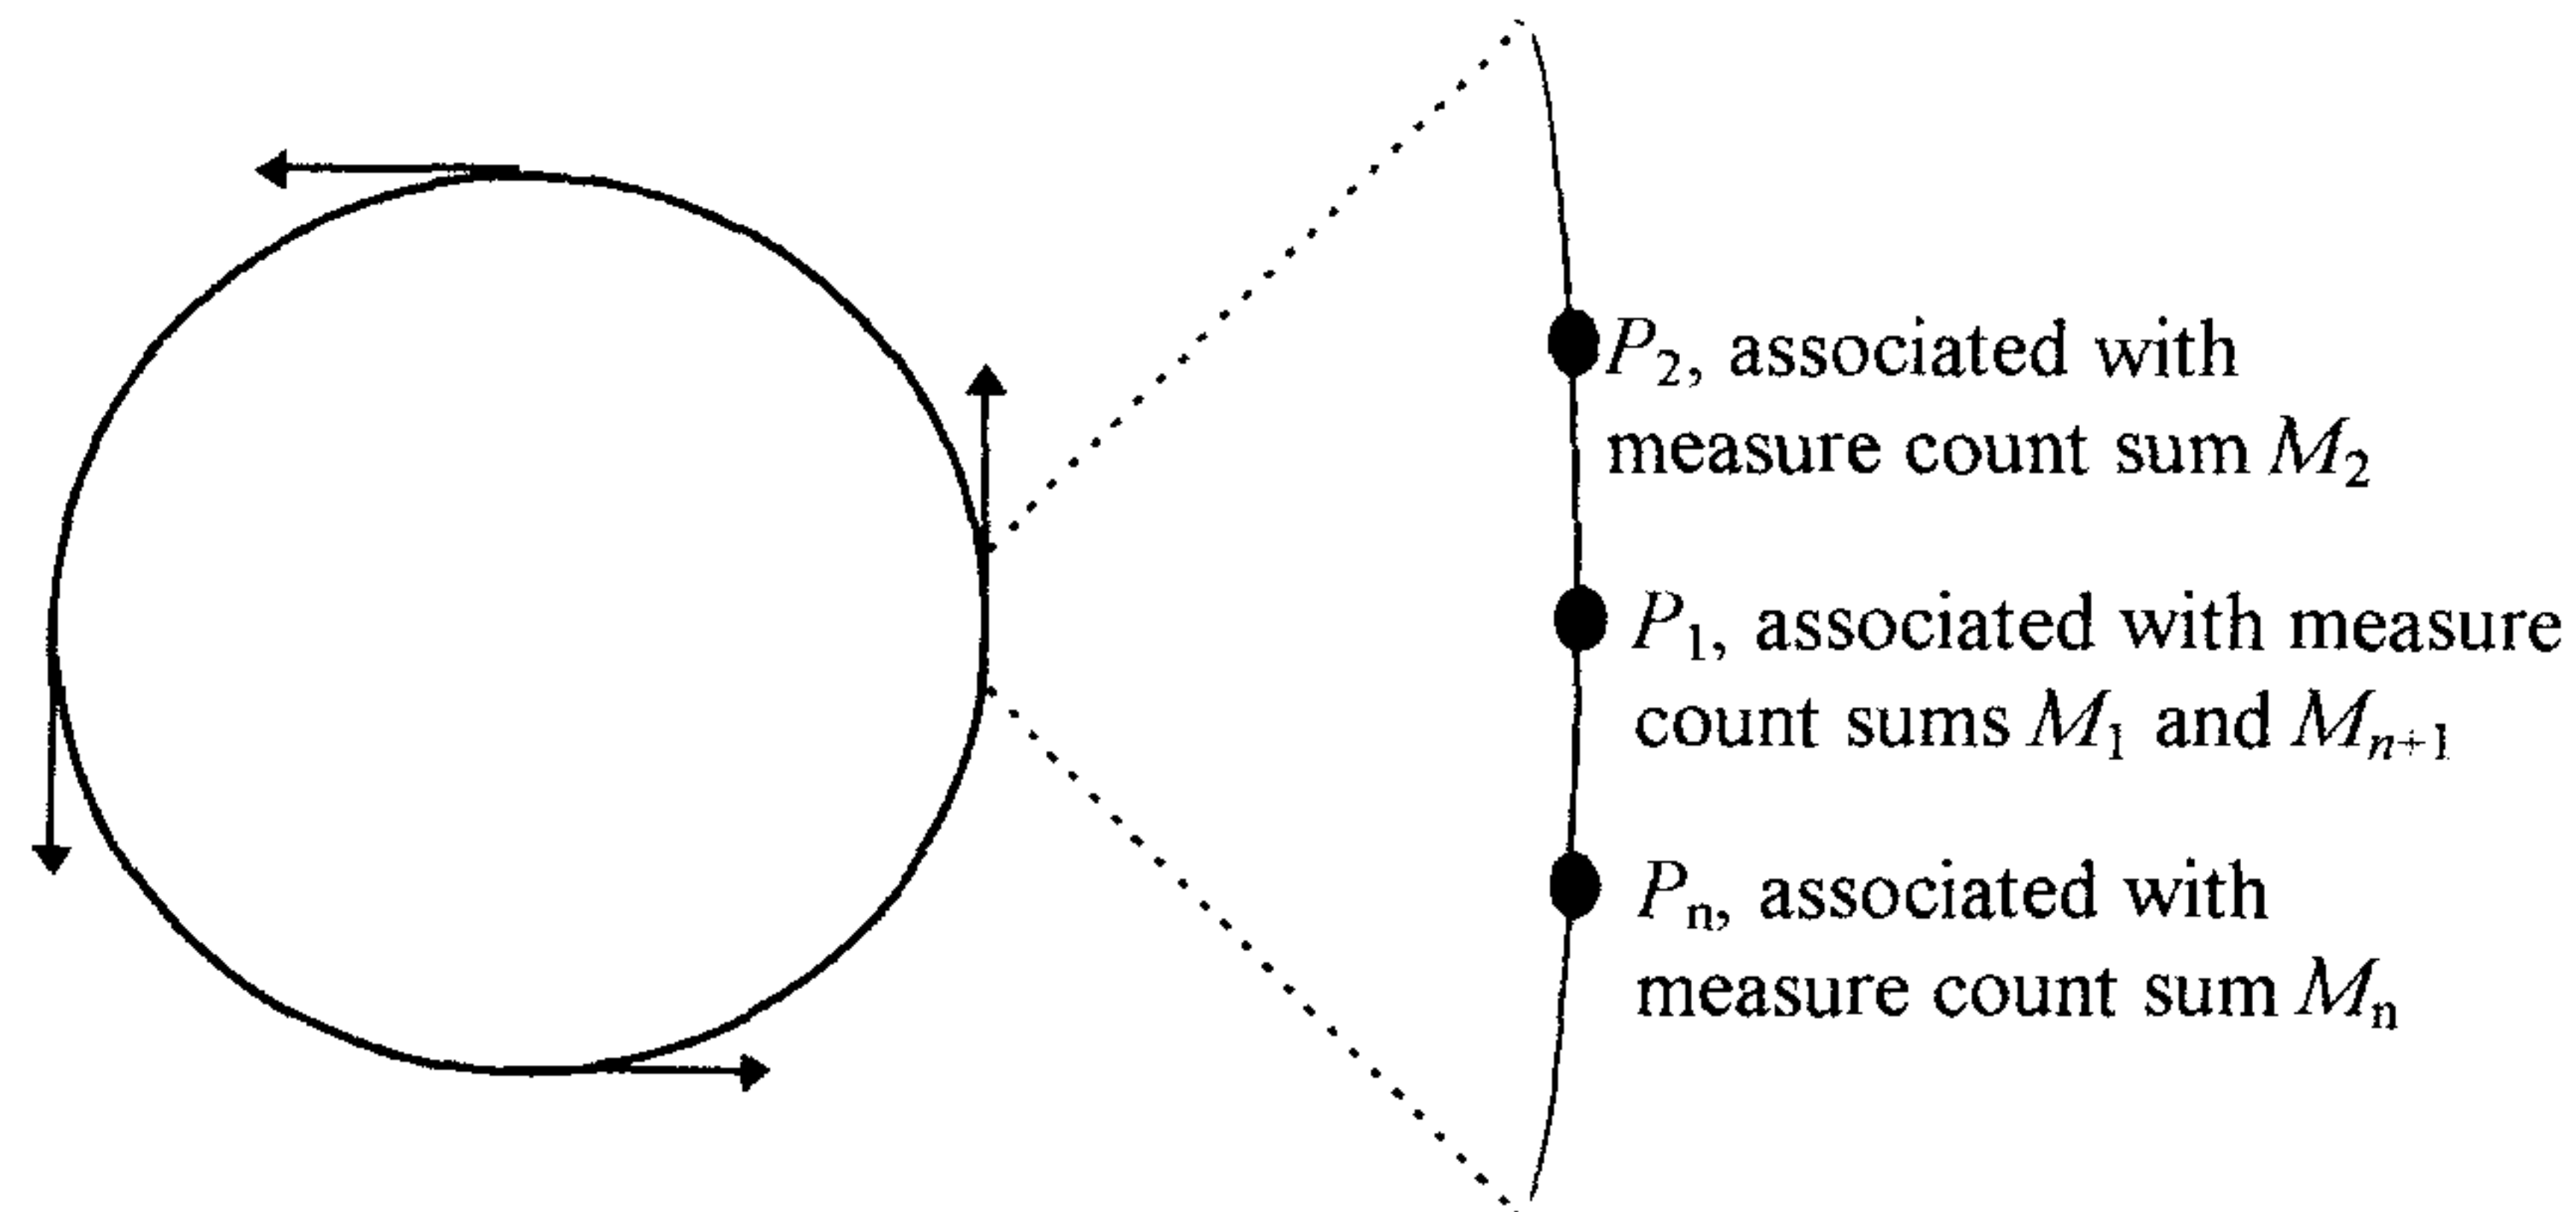 P₂, associated with
measure count sum M₂
P₁, associated with measure
count sums M₁ and Mₙ₊₁
Pₙ, associated with
measure count sum Mₙ